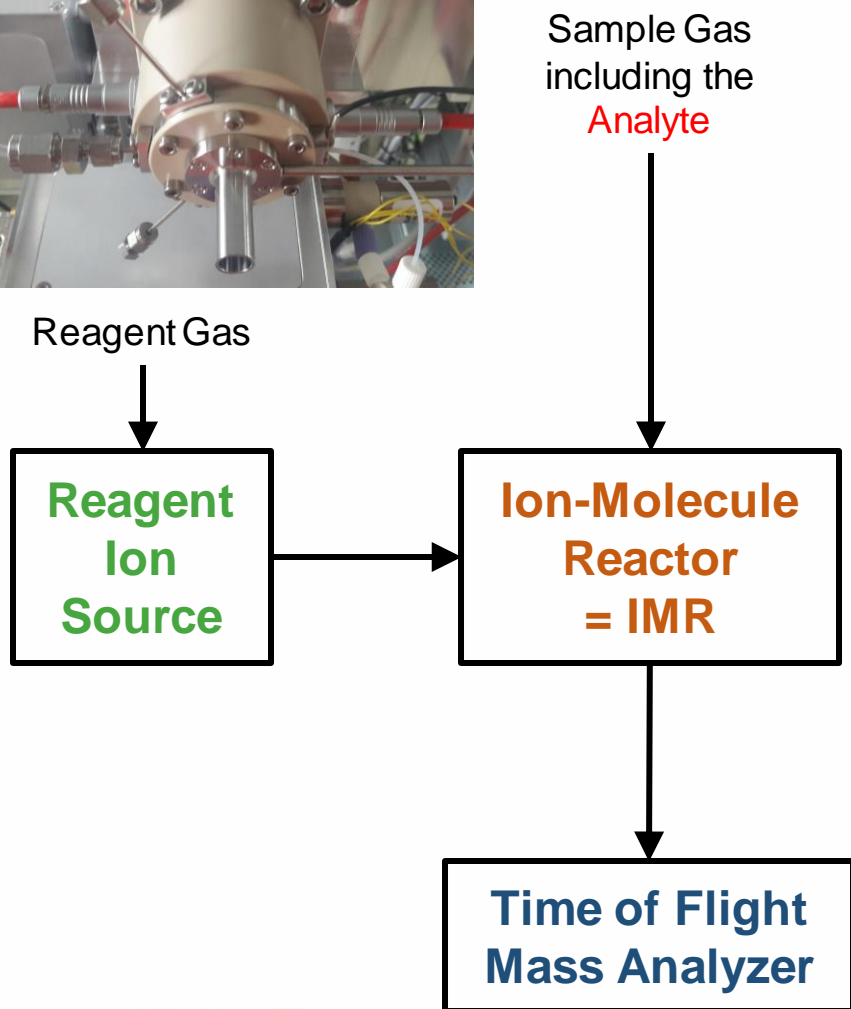 Sample Gas
including the
Analyte
Reagent Gas
Reagent
Ion
Source
Ion-Molecule
Reactor
= IMR
Time of Flight
Mass Analyzer